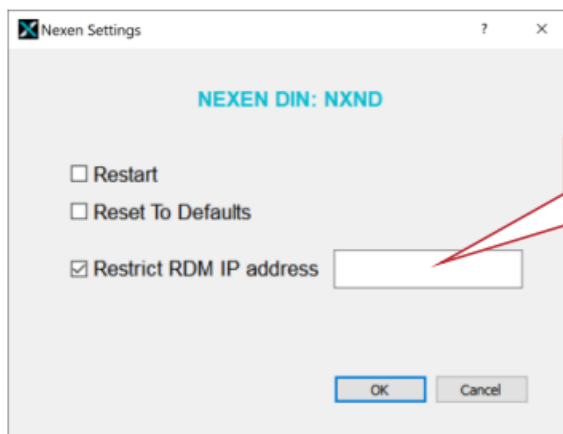 Nexen Settings ? ×
NEXEN DIN: NXND
Restart
Reset To Defaults
Restrict RDM IP address
OK Cancel